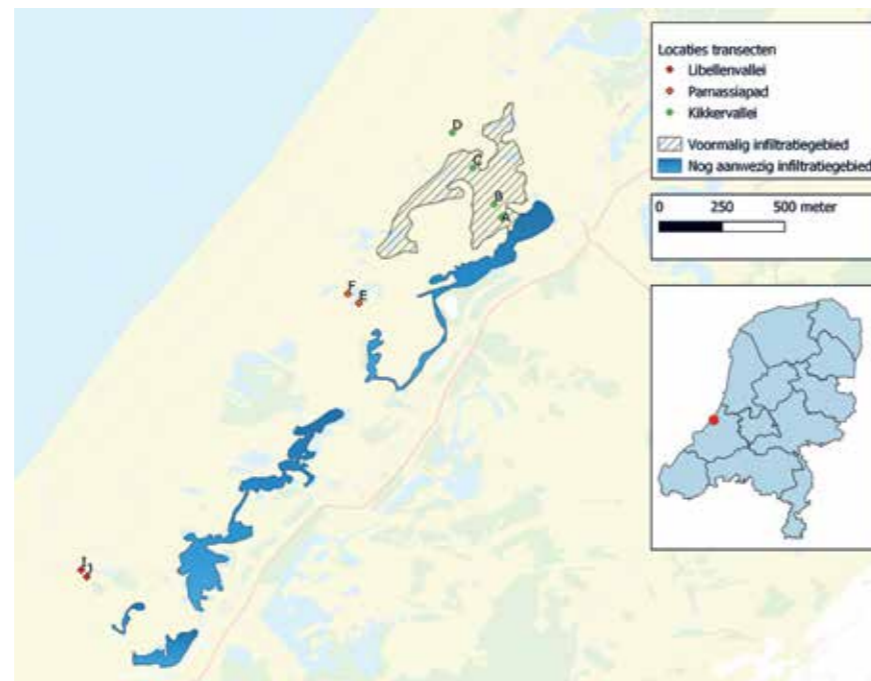 Locaties transecten
Libellenvallei
Parnassiapad
Kikkervallei
Voormalig infiltratiegebied
Nog aanwezig infiltratiegebied
0 250 500 meter
D
C
B
A
F
E